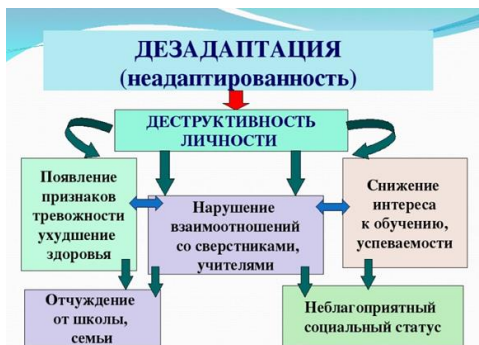 ДЕЗАДАПТАЦИЯ
(неадаптированность)
ДЕСТРУКТИВНОСТЬ
ЛИЧНОСТИ
Появление
признаков
тревожности
ухудшение
здоровья
Нарушение
взаимоотношений
со сверстниками,
учителями
Снижение
интереса
к обучению,
успеваемости
Отчуждение
от школы,
семьи
Неблагоприятный
социальный статус